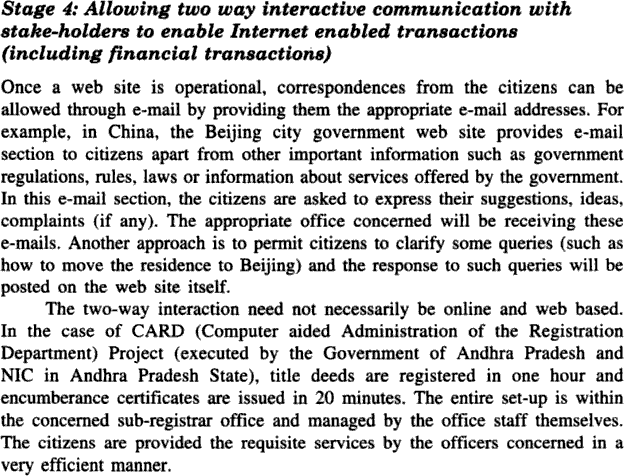 Stage 4: Allowing two way interactive communication with
stake-holders to enable Internet enabled transactions
(including financial transactions)
Once a web site is operational, correspondences from the citizens can be
allowed through e-mail by providing them the appropriate e-mail addresses. For
example, in China, the Beijing city government web site provides e-mail
section to citizens apart from other important information such as government
regulations, rules, laws or information about services offered by the government.
In this e-mail section, the citizens are asked to express their suggestions, ideas,
complaints (if any). The appropriate office concerned will be receiving these
e-mails. Another approach is to permit citizens to clarify some queries (such as
how to move the residence to Beijing) and the response to such queries will be
posted on the web site itself.
The two-way interaction need not necessarily be online and web based.
In the case of CARD (Computer aided Administration of the Registration
Department) Project (executed by the Government of Andhra Pradesh and
NIC in Andhra Pradesh State), title deeds are registered in one hour and
encumberance certificates are issued in 20 minutes. The entire set-up is within
the concerned sub-registrar office and managed by the office staff themselves.
The citizens are provided the requisite services by the officers concerned in a
very efficient manner.